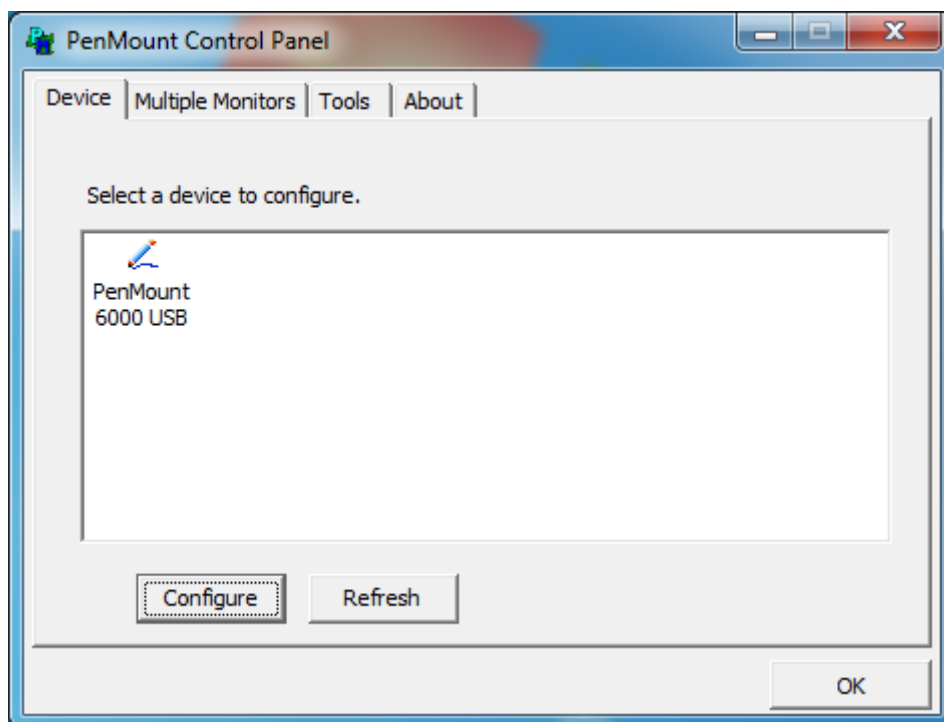 PenMount Control Panel
Device
Multiple Monitors
Tools
About
Select a device to configure.
PenMount
6000 USB
Configure
Refresh
OK